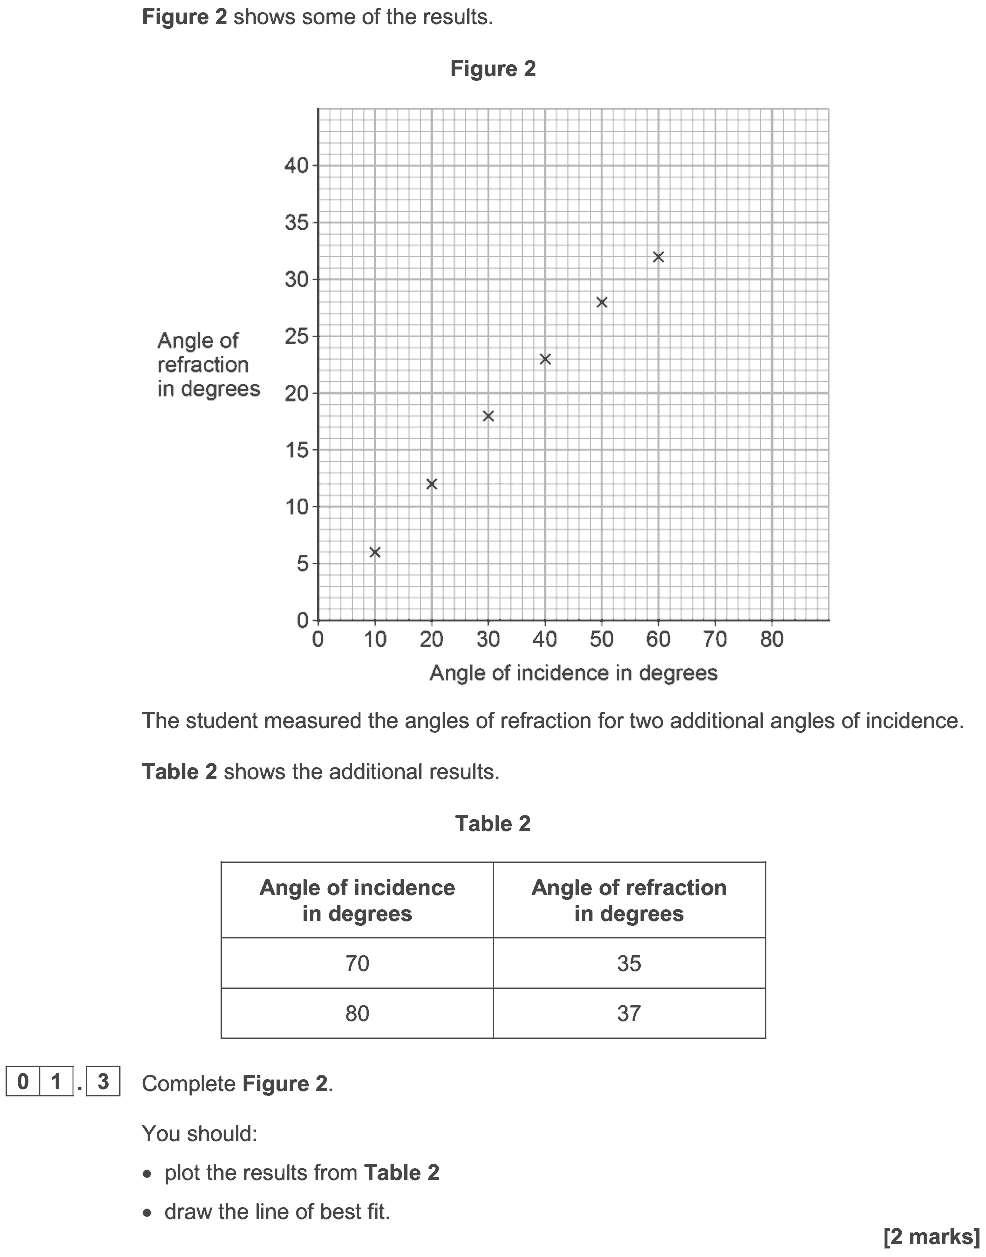 Figure 2 shows some of the results.
Figure 2
40
35
30
25
20
15
10
5
0
Angle of
refraction
in degrees
0 10 20 30 40 50 60 70 80
Angle of incidence in degrees
The student measured the angles of refraction for two additional angles of incidence.
Table 2 shows the additional results.
Table 2
Angle of incidence in degrees Angle of refraction in degrees
70 35
80 37
0 1 . 3 Complete Figure 2.
You should:
• plot the results from Table 2
• draw the line of best fit.
[2 marks]